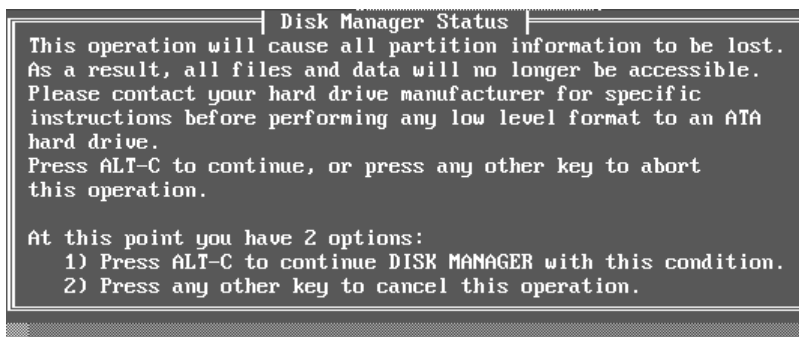 Disk Manager Status
This operation will cause all partition information to be lost.
As a result, all files and data will no longer be accessible.
Please contact your hard drive manufacturer for specific
instructions before performing any low level format to an ATA
hard drive.
Press ALT-C to continue, or press any other key to abort
this operation.
At this point you have 2 options:
1) Press ALT-C to continue DISK MANAGER with this condition.
2) Press any other key to cancel this operation.